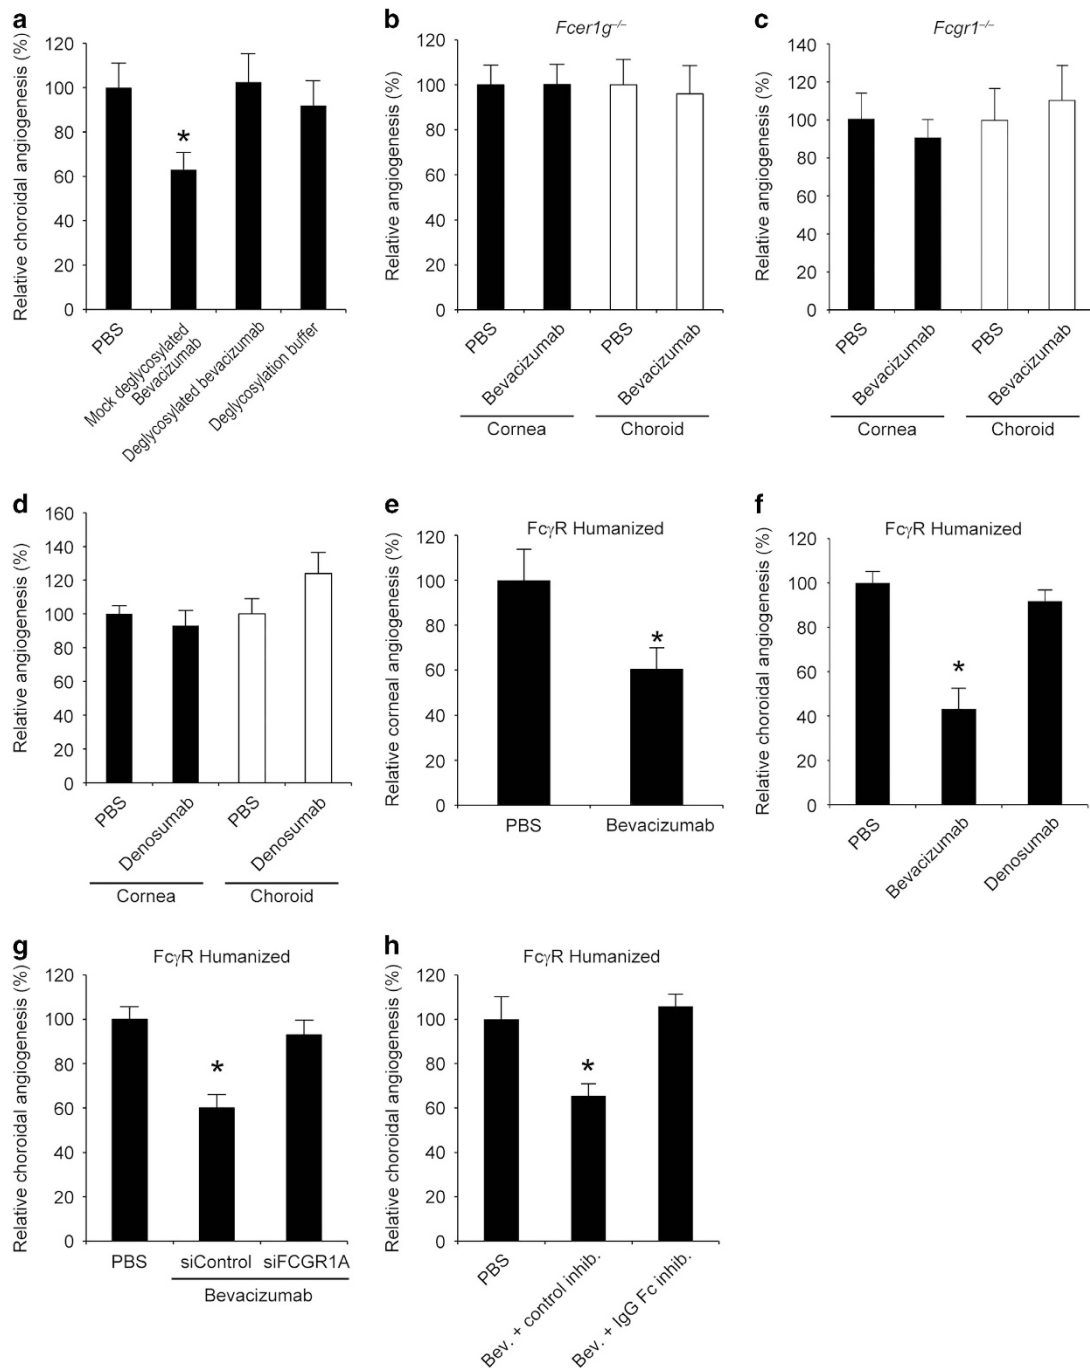 a
Relative choroidal angiogenesis (%)
120
100
80
60
40
20
0
*
PBS
Mock deglycosylated
Bevacizumab
Deglycosylated bevacizumab
Deglycosylation buffer
b
Fcer1g–/–
Relative angiogenesis (%)
120
100
80
60
40
20
0
PBS
Bevacizumab
PBS
Bevacizumab
Cornea
Choroid
c
Fcgr1–/–
Relative angiogenesis (%)
140
120
100
80
60
40
20
0
PBS
Bevacizumab
PBS
Bevacizumab
Cornea
Choroid
d
Relative angiogenesis (%)
160
140
120
100
80
60
40
20
0
PBS
Denosumab
PBS
Denosumab
Cornea
Choroid
e
FcγR Humanized
Relative corneal angiogenesis (%)
120
100
80
60
40
20
0
*
PBS
Bevacizumab
f
FcγR Humanized
Relative choroidal angiogenesis (%)
120
100
80
60
40
20
0
*
PBS
Bevacizumab
Denosumab
g
FcγR Humanized
Relative choroidal angiogenesis (%)
120
100
80
60
40
20
0
*
PBS
siControl
siFCGR1A
Bevacizumab
h
FcγR Humanized
Relative choroidal angiogenesis (%)
120
100
80
60
40
20
0
*
PBS
Bev. + control inhib.
Bev. + IgG Fc inhib.